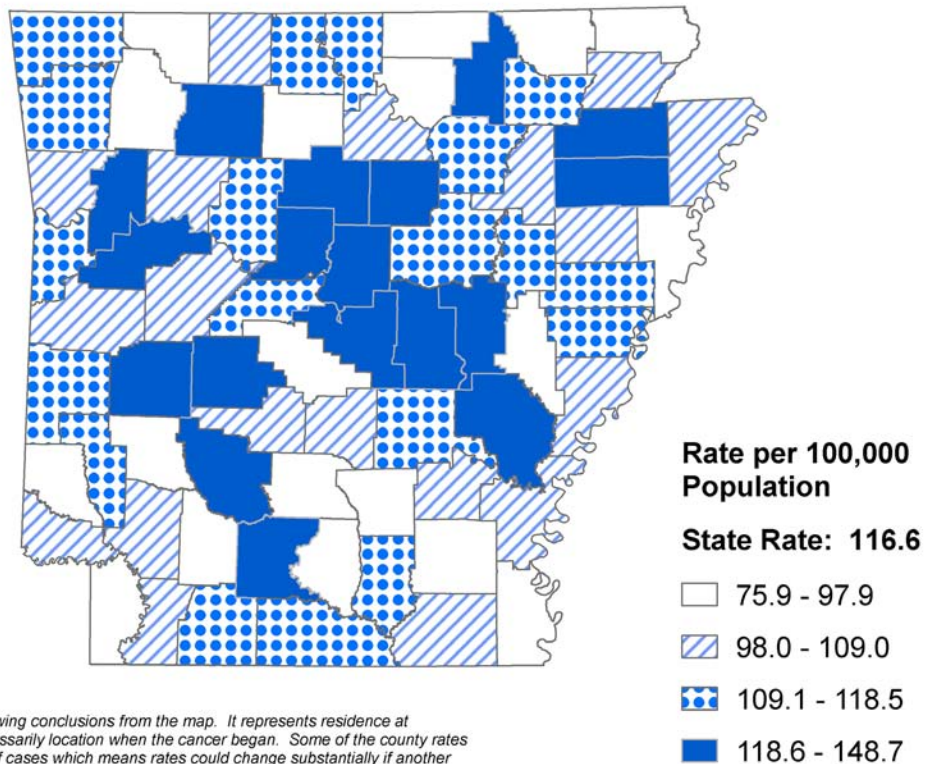 Rate per 100,000
Population
State Rate: 116.6
75.9 - 97.9
98.0 - 109.0
109.1 - 118.5
118.6 - 148.7
wing conclusions from the map. It represents residence at
ssarily location when the cancer began. Some of the county rates
f cases which means rates could change substantially if another